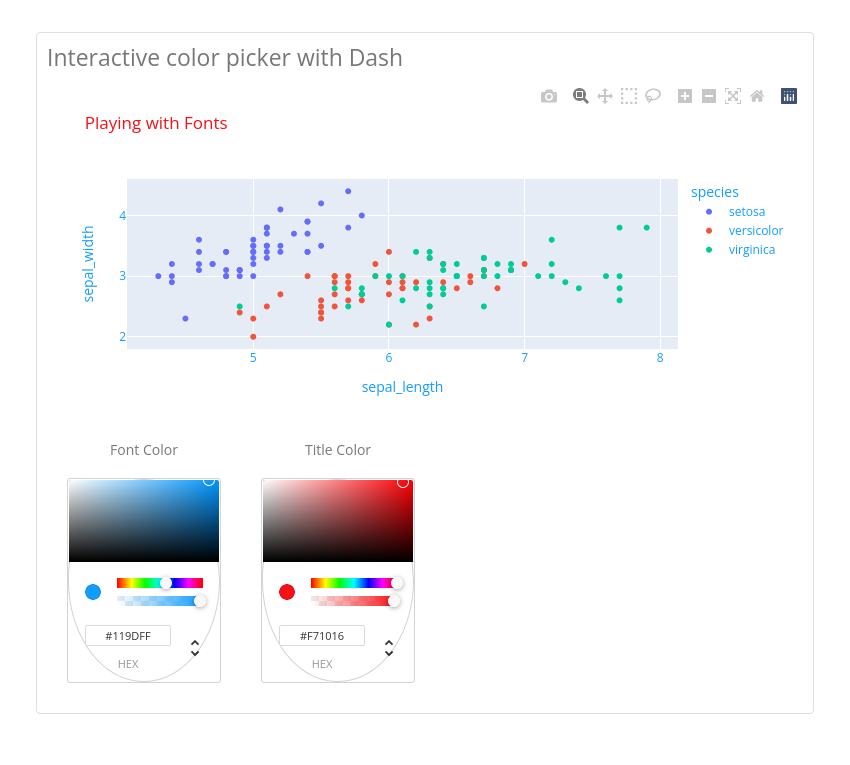 Interactive color picker with Dash
Playing with Fonts
sepal_width
4
3
2
5 6 7 8
sepal_length
species
setosa
versicolor
virginica
Font Color Title Color
#119DFF #F71016
HEX HEX